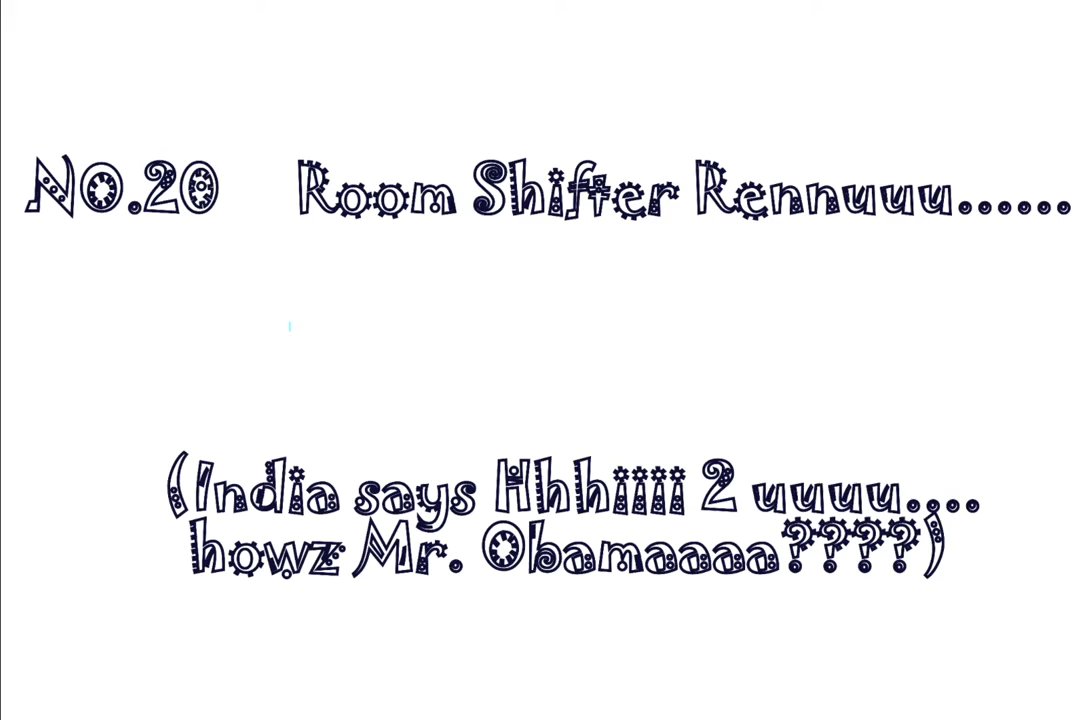 No.20 Room Shifter Rennuuu......
(India says Hhhiiii 2 uuuu....
howz Mr. Obamaaaa????)